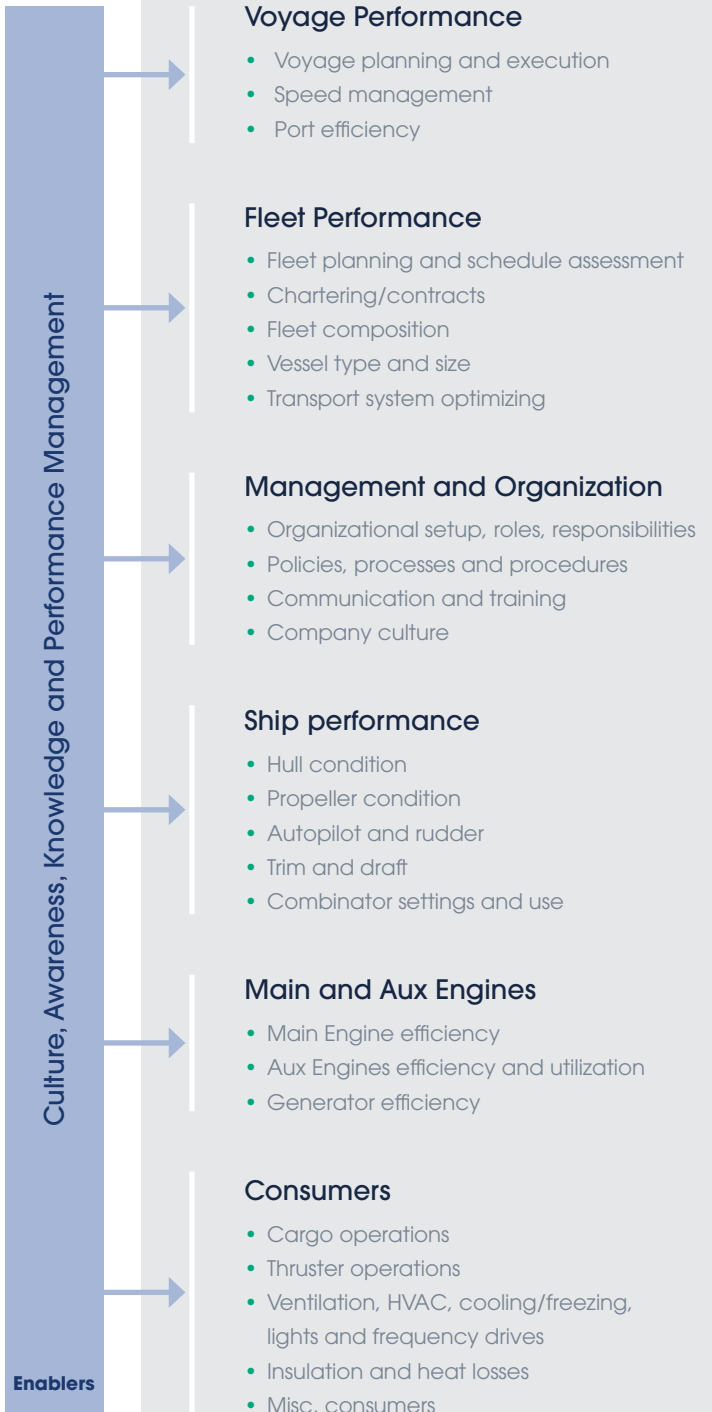 Voyage Performance
• Voyage planning and execution
• Speed management
• Port efficiency
Fleet Performance
• Fleet planning and schedule assessment
• Chartering/contracts
• Fleet composition
• Vessel type and size
• Transport system optimizing
Management and Organization
• Organizational setup, roles, responsibilities
• Policies, processes and procedures
• Communication and training
• Company culture
Ship performance
• Hull condition
• Propeller condition
• Autopilot and rudder
• Trim and draft
• Combinator settings and use
Main and Aux Engines
• Main Engine efficiency
• Aux Engines efficiency and utilization
• Generator efficiency
Consumers
• Cargo operations
• Thruster operations
• Ventilation, HVAC, cooling/freezing,
lights and frequency drives
• Insulation and heat losses
• Misc. consumers
Culture, Awareness, Knowledge and Performance Management
Enablers